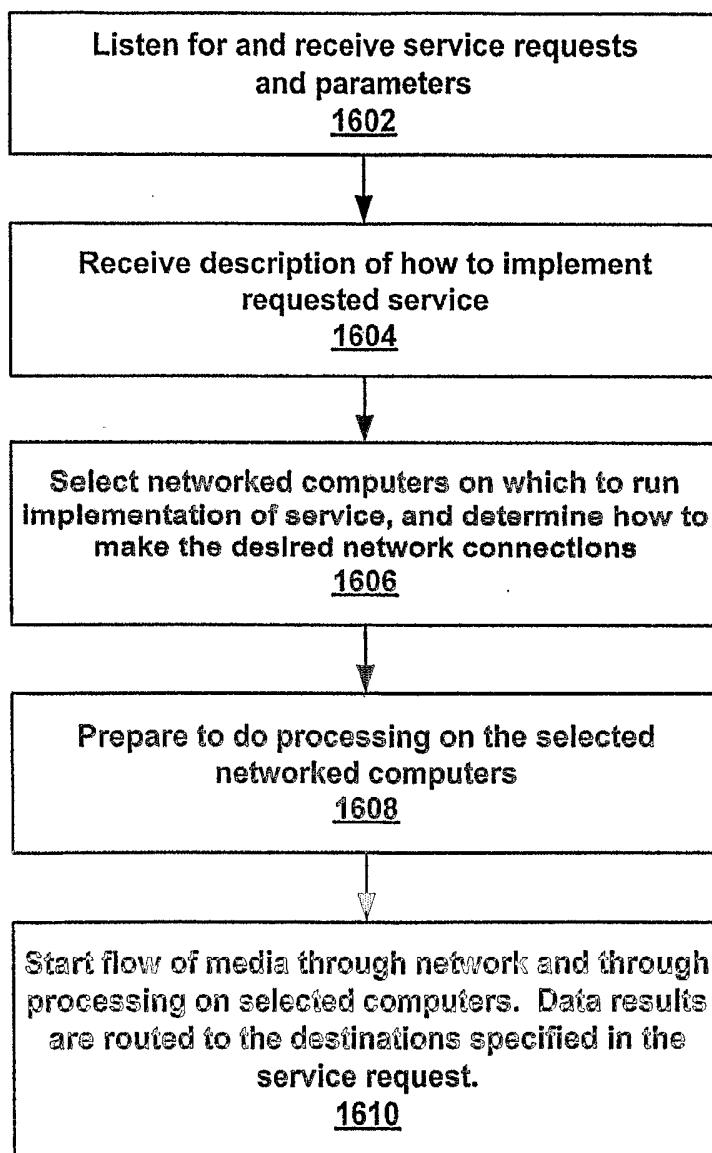 Listen for and receive service requests
and parameters
1602
Receive description of how to implement
requested service
1604
Select networked computers on which to run
implementation of service, and determine how to
make the desired network connections
1606
Prepare to do processing on the selected
networked computers
1608
Start flow of media through network and through
processing on selected computers. Data results
are routed to the destinations specified in the
service request.
1610